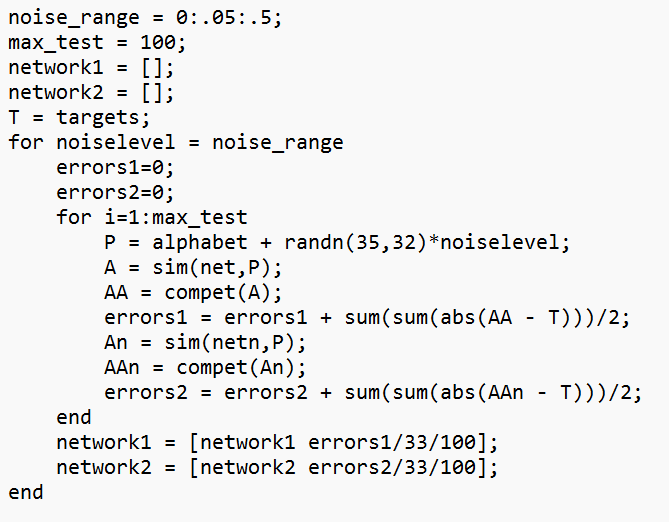 noise_range = 0:.05:.5;
max_test = 100;
network1 = [];
network2 = [];
T = targets;
for noiselevel = noise_range
    errors1=0;
    errors2=0;
    for i=1:max_test
        P = alphabet + randn(35,32)*noiselevel;
        A = sim(net,P);
        AA = compet(A);
        errors1 = errors1 + sum(sum(abs(AA - T)))/2;
        An = sim(netn,P);
        AAn = compet(An);
        errors2 = errors2 + sum(sum(abs(AAn - T)))/2;
    end
    network1 = [network1 errors1/33/100];
    network2 = [network2 errors2/33/100];
end